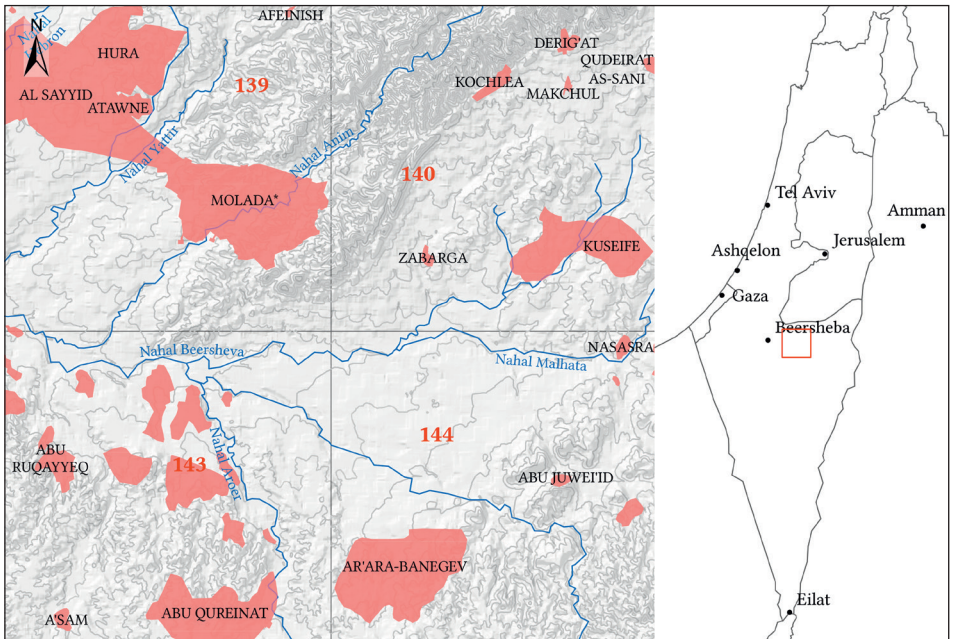 N
Nahal
Hebron
AFEINISH
HURA
DERIG'AT
QUDEIRAT
AS-SANI
KOCHLEA
MAKCHUL
139
AL SAYYID
ATAWNE
Nahal Yattir
Nahal Anim
140
MOLADA*
KUSEIFE
ZABARGA
Nahal Beersheva
NASASRA
Nahal Malhata
144
ABU
RUQAYYEQ
143
Nahal Aroer
ABU JUWEI'ID
AR'ARA-BANEGEV
A'SAM
ABU QUREINAT
Tel Aviv
Amman
Jerusalem
Ashqelon
Gaza
Beersheba
Eilat